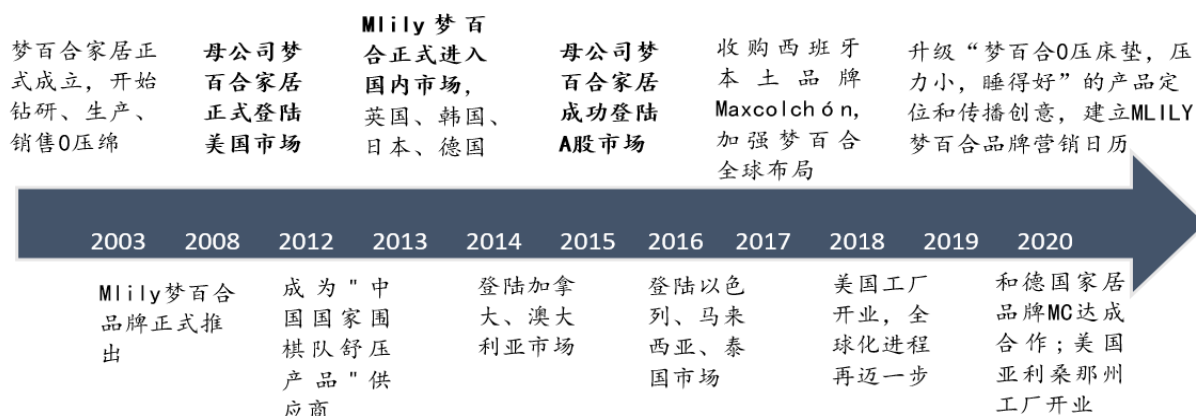 梦百合家居正
式成立，开始
钻研、生产、
销售0压绵
母公司梦
百合家居
正式登陆
美国市场
Mlily梦百
合正式进入
国内市场，
英国、韩国、
日本、德国
母公司梦
百合家居
成功登陆
A股市场
收购西班牙
本土品牌
Maxcolchón,
加强梦百合
全球布局
升级“梦百合0压床垫，压
力小，睡得好”的产品定
位和传播创意，建立MLILY
梦百合品牌营销日历
2003 2008 2012 2013 2014 2015 2016 2017 2018 2019 2020
Mlily梦百合
品牌正式推
出
成为"中
国国家围
棋队舒压
产品"供
应商
登陆加拿
大、澳大
利亚市场
登陆以色
列、马来
西亚、泰
国市场
美国工厂
开业，全
球化进程
再迈一步
和德国家居
品牌MC达成
合作；美国
亚利桑那州
工厂开业